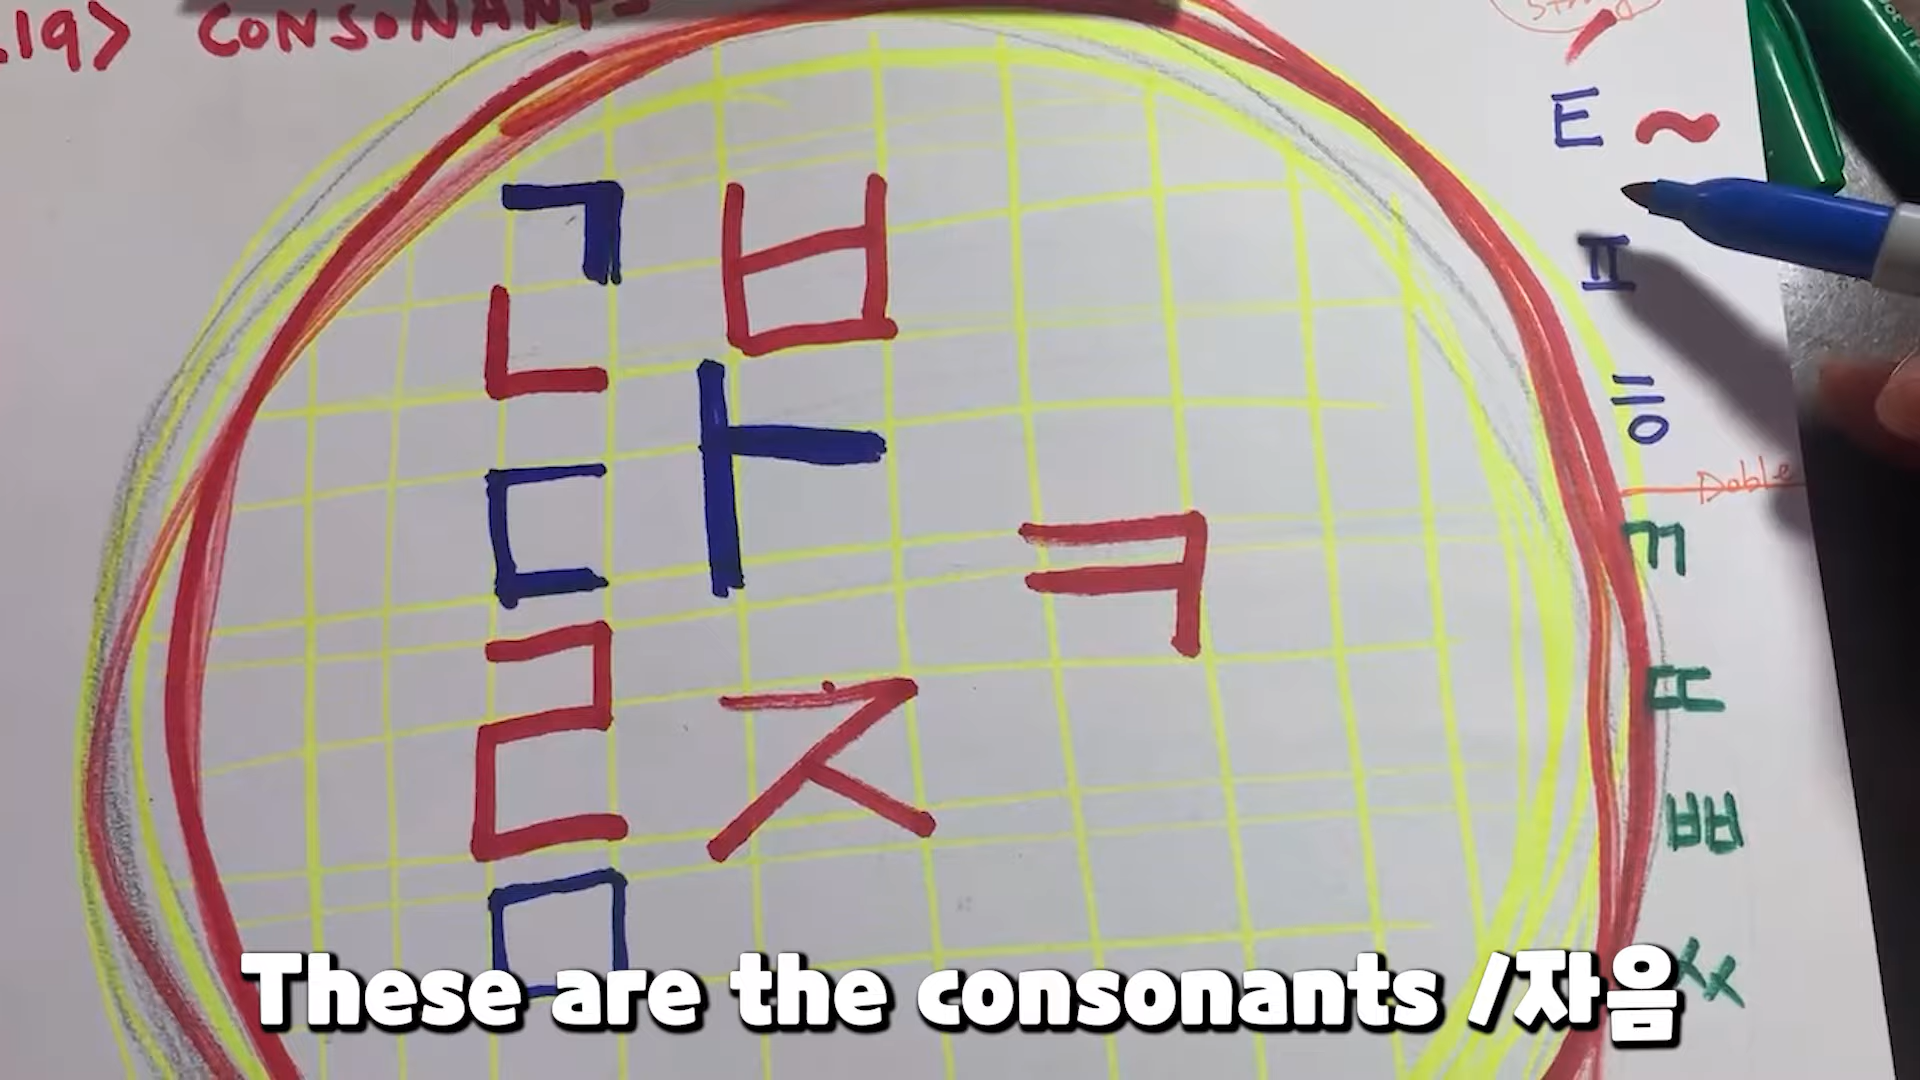 .19> CONSONANTS
ㄱ ㅂ
ㄴ
ㅏ
ㄷ ㅋ
ㄹ ㅈ
ㅁ
E ~
ㅍ
Doble
ㄸ
ㅃ
ㅆ
These are the consonants /자음